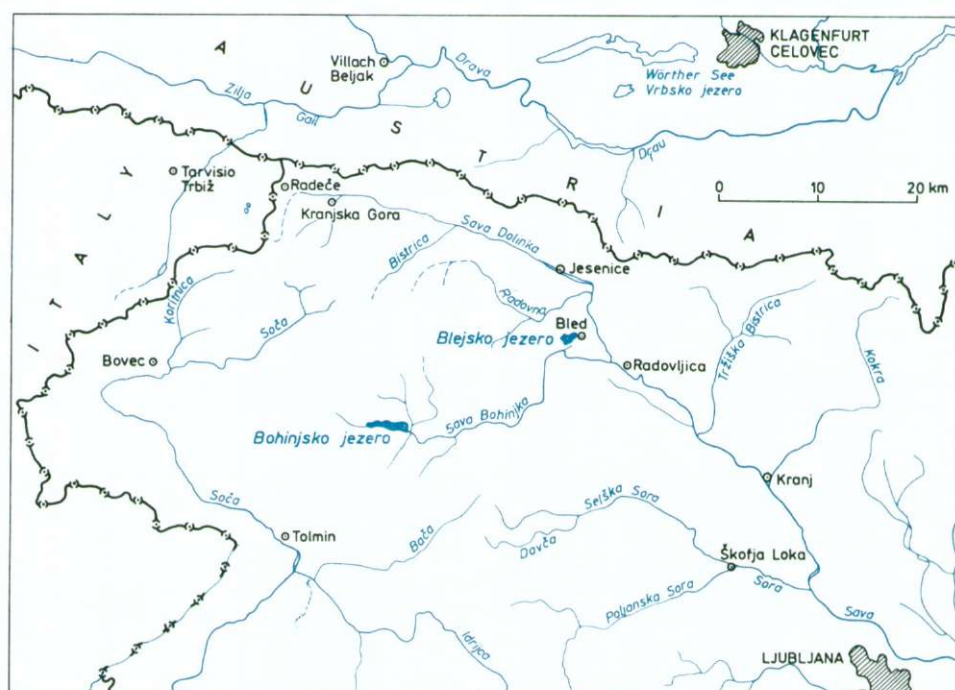 KLAGENFURT
CELOVEC
Villach
Beljak
Drava
Wörther See
Vrbsko jezero
Zilja
Gail
Drau
AUSTRIA
ITALY
Tarvisio
Trbiž
Radeče
Kranjska Gora
0 10 20 km
Sava Dolinka
Bistrica
Jesenice
Koritnica
Soča
Radovna
Bled
Blejsko jezero
Tržiška Bistrica
Kokra
Bovec
Radovljica
Sava Bohinjka
Bohinjsko jezero
Kranj
Soča
Selška Sora
Tolmin
Bača
Davča
Škofja Loka
Poljanska Sora
Sora
Sava
Idrijca
LJUBLJANA